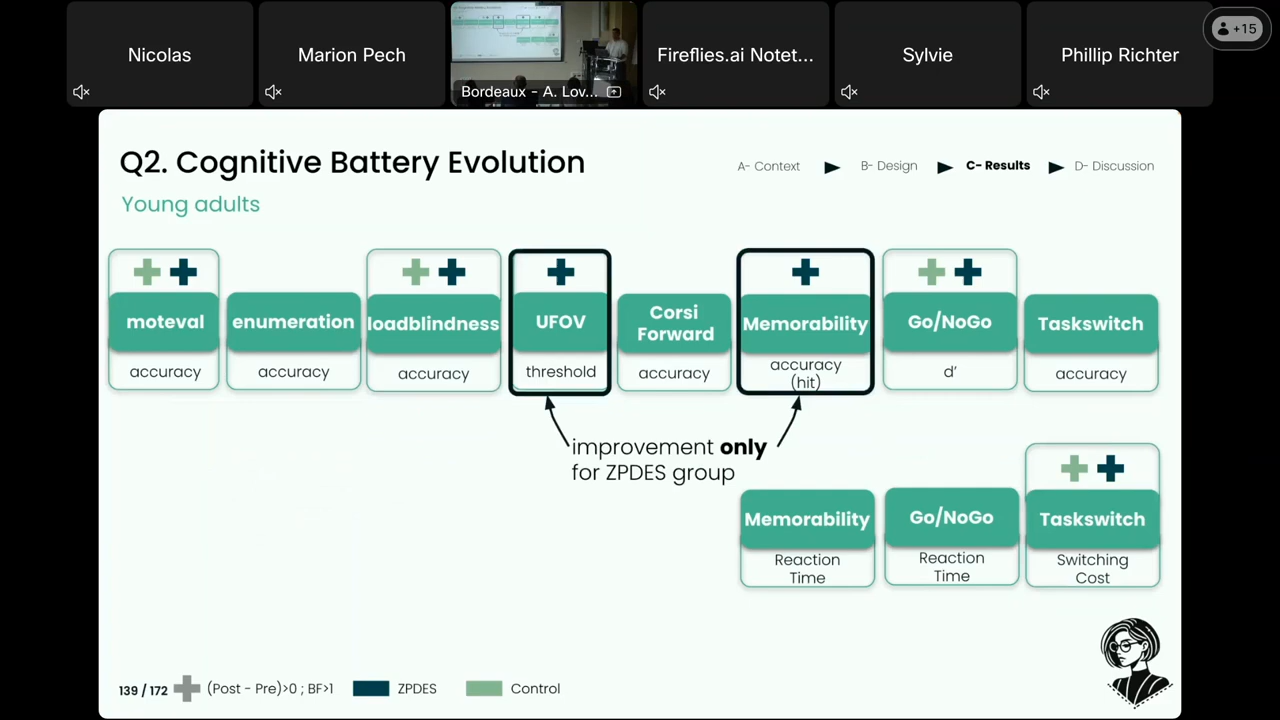 Nicolas
Marion Pech
Bordeaux - A. Lov...
Fireflies.ai Notet...
Sylvie
Phillip Richter
+15
Q2. Cognitive Battery Evolution
A- Context
B- Design
C- Results
D- Discussion
Young adults
moteval
accuracy
enumeration
accuracy
loadblindness
accuracy
UFOV
threshold
Corsi
Forward
accuracy
Memorability
accuracy
(hit)
Go/NoGo
d’
Taskswitch
accuracy
improvement only
for ZPDES group
Memorability
Reaction
Time
Go/NoGo
Reaction
Time
Taskswitch
Switching
Cost
139 / 172
(Post - Pre)>0 ; BF>1
ZPDES
Control